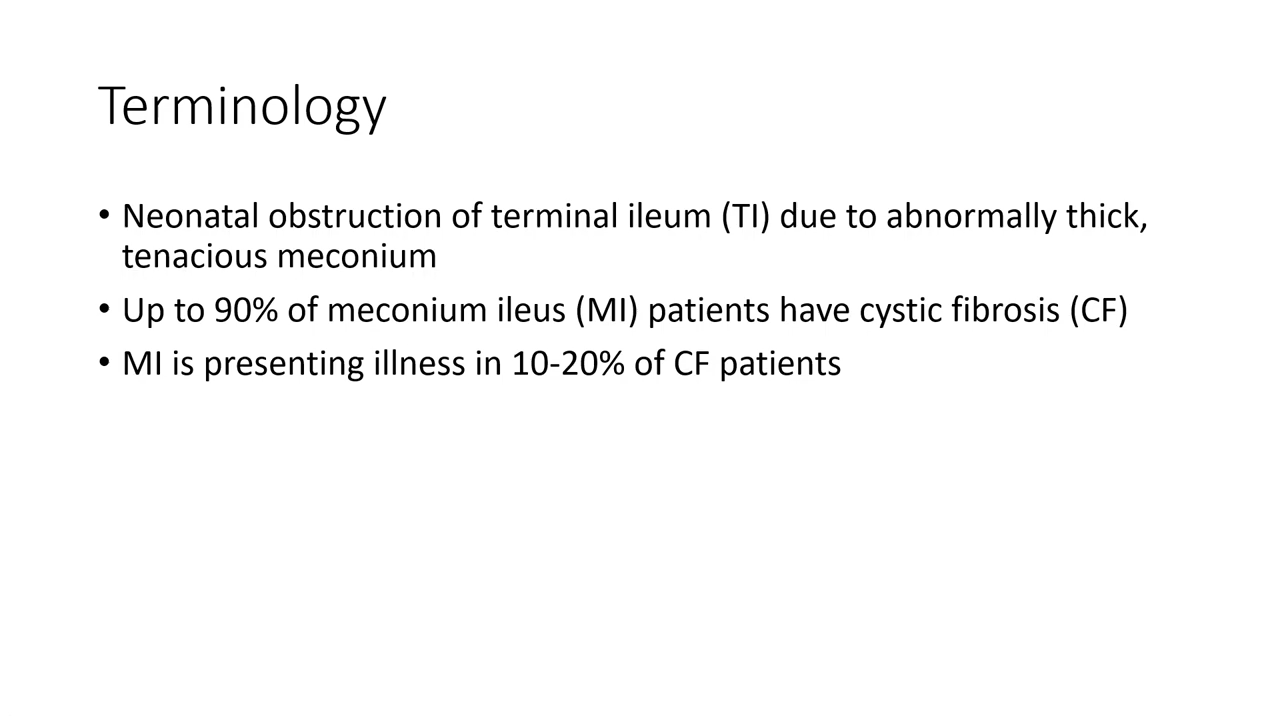 Terminology
• Neonatal obstruction of terminal ileum (TI) due to abnormally thick,
tenacious meconium
• Up to 90% of meconium ileus (MI) patients have cystic fibrosis (CF)
• MI is presenting illness in 10-20% of CF patients